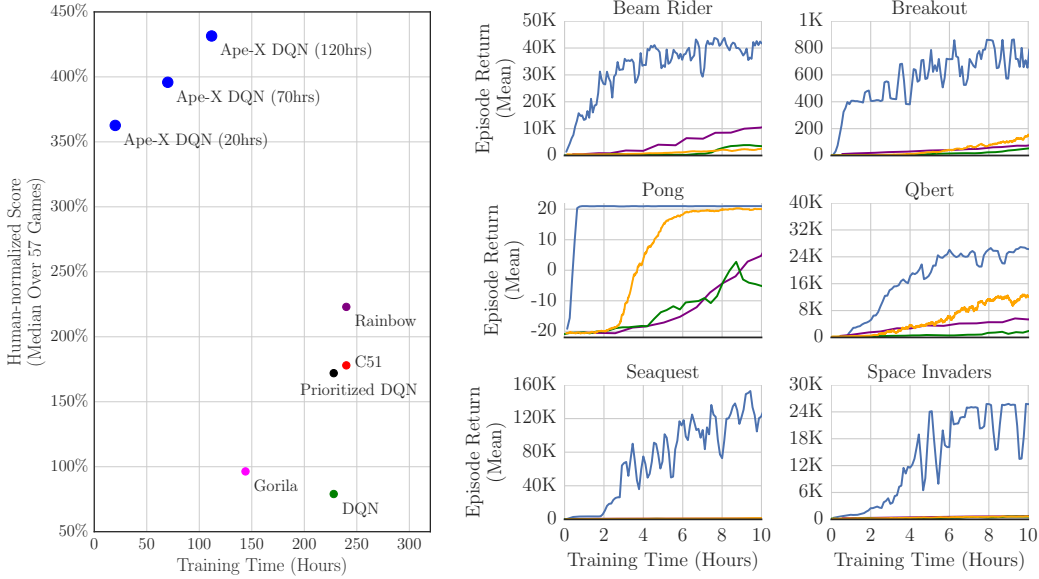 Human-normalized Score
(Median Over 57 Games)
450%
400%
350%
300%
250%
200%
150%
100%
50%
Ape-X DQN (120hrs)
Ape-X DQN (70hrs)
Ape-X DQN (20hrs)
Rainbow
C51
Prioritized DQN
Gorila
DQN
0 50 100 150 200 250 300
Training Time (Hours)
Beam Rider
Episode Return
(Mean)
50K
40K
30K
20K
10K
0
Breakout
1K
800
600
400
200
0
Pong
Episode Return
(Mean)
20
10
0
-10
-20
Qbert
40K
32K
24K
16K
8K
0
Seaquest
Episode Return
(Mean)
160K
120K
80K
40K
0
0 2 4 6 8 10
Training Time (Hours)
Space Invaders
30K
24K
18K
12K
6K
0
0 2 4 6 8 10
Training Time (Hours)